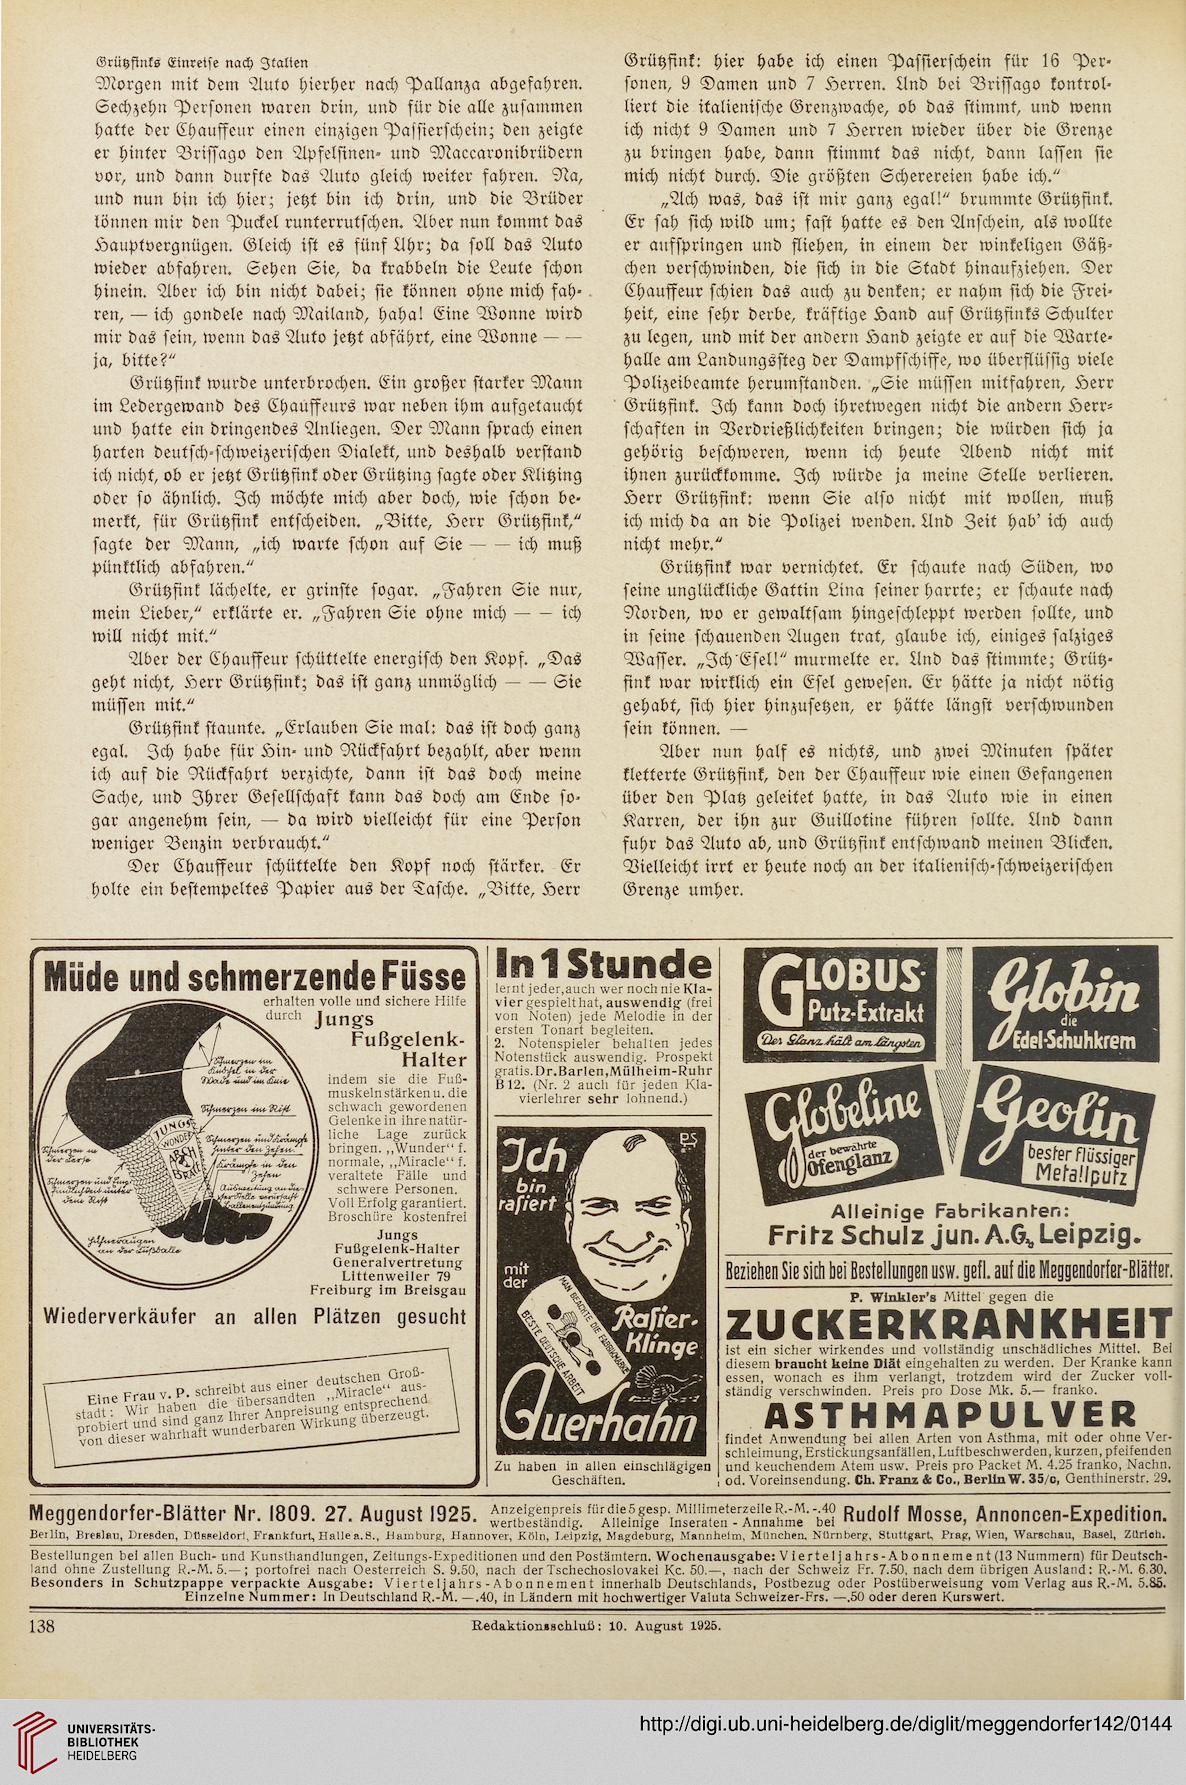 Grützfinks Einreise nach Italien
Morgen mit dem Auto hierher nach Pallanza abgefahren.
Sechzehn Personen waren drin, und für die alle zusammen
hatte der Chauffeur einen einzigen Passierschein; den zeigte
er hinter Brissago den Apfelsinen- und Maccaronibrüdern
vor, und dann durfte das Auto gleich weiter fahren. Na,
und nun bin ich hier; jetzt bin ich drin, und die Brüder
können mir den Puckel runterrutschen. Aber nun kommt das
Hauptvergnügen. Gleich ist es fünf Uhr; da soll das Auto
wieder abfahren. Sehen Sie, da krabbeln die Leute schon
hinein. Aber ich bin nicht dabei; sie können ohne mich fah-
ren, — ich gondele nach Mailand, haha! Eine Wonne wird
mir das sein, wenn das Auto jetzt abfährt, eine Wonne — —
ja, bitte?“
Grützfink wurde unterbrochen. Ein großer starker Mann
im Ledergewand des Chauffeurs war neben ihm aufgetaucht
und hatte ein dringendes Anliegen. Der Mann sprach einen
harten deutsch-schweizerischen Dialekt, und deshalb verstand
ich nicht, ob er jetzt Grützfink oder Grützing sagte oder Klitzing
oder so ähnlich. Ich möchte mich aber doch, wie schon be-
merkt, für Grützfink entscheiden. „Bitte, Herr Grützfink,“
sagte der Mann, „ich warte schon auf Sie — — ich muß
pünktlich abfahren.“
Grützfink lächelte, er grinste sogar. „Fahren Sie nur,
mein Lieber,“ erklärte er. „Fahren Sie ohne mich — — ich
will nicht mit.“
Aber der Chauffeur schüttelte energisch den Kopf. „Das
geht nicht, Herr Grützfink; das ist ganz unmöglich — — Sie
müssen mit.“
Grützfink staunte. „Erlauben Sie mal: das ist doch ganz
egal. Ich habe für Hin- und Rückfahrt bezahlt, aber wenn
ich auf die Rückfahrt verzichte, dann ist das doch meine
Sache, und Ihrer Gesellschaft kann das doch am Ende so-
gar angenehm sein, — da wird vielleicht für eine Person
weniger Benzin verbraucht.“
Der Chauffeur schüttelte den Kopf noch stärker. Er
holte ein bestempeltes Papier aus der Tasche. „Bitte, Herr
Grützfink: hier habe ich einen Passierschein für 16 Per-
sonen, 9 Damen und 7 Herren. Und bei Brissago kontrol-
liert die italienische Grenzwache, ob das stimmt, und wenn
ich nicht 9 Damen und 7 Herren wieder über die Grenze
zu bringen habe, dann stimmt das nicht, dann lassen sie
mich nicht durch. Die größten Scherereien habe ich.“
„Ach was, das ist mir ganz egal!“ brummte Grützfink.
Er sah sich wild um; fast hatte es den Anschein, als wollte
er aufspringen und fliehen, in einem der winkeligen Gäß-
chen verschwinden, die sich in die Stadt hinaufziehen. Der
Chauffeur schien das auch zu denken; er nahm sich die Frei-
heit, eine sehr derbe, kräftige Hand auf Grützfinks Schulter
zu legen, und mit der andern Hand zeigte er auf die Warte-
halle am Landungssteg der Dampfschiffe, wo überflüssig viele
Polizeibeamte herumstanden. „Sie müssen mitfahren, Herr
Grützfink. Ich kann doch ihretwegen nicht die andern Herr-
schaften in Verdrießlichkeiten bringen; die würden sich ja
gehörig beschweren, wenn ich heute Abend nicht mit
ihnen zurückkomme. Ich würde ja meine Stelle verlieren.
Herr Grützfink: wenn Sie also nicht mit wollen, muß
ich mich da an die Polizei wenden. Und Zeit hab’ ich auch
nicht mehr.“
Grützfink war vernichtet. Er schaute nach Süden, wo
seine unglückliche Gattin Lina seiner harrte; er schaute nach
Norden, wo er gewaltsam hingeschleppt werden sollte, und
in seine schauenden Augen trat, glaube ich, einiges salziges
Wasser. „Ich Esel!“ murmelte er. Und das stimmte; Grütz-
fink war wirklich ein Esel gewesen. Er hätte ja nicht nötig
gehabt, sich hier hinzusetzen, er hätte längst verschwunden
sein können. —
Aber nun half es nichts, und zwei Minuten später
kletterte Grützfink, den der Chauffeur wie einen Gefangenen
über den Platz geleitet hatte, in das Auto wie in einen
Karren, der ihn zur Guillotine führen sollte. Und dann
fuhr das Auto ab, und Grützfink entschwand meinen Blicken.
Vielleicht irrt er heute noch an der italienisch-schweizerischen
Grenze umher.
Müde und schmerzende Füsse
erhalten volle und sichere Hilfe
durch Jungs
Fußgelenk-
Halter
indem sie die Fuß-
muskeln stärken u. die
schwach gewordenen
Gelenke in ihre natür-
liche Lage zurück
bringen. „Wunder“ f.
normale, „Miracle“ f.
veraltete Fälle und
schwere Personen.
Voll Erfolg garantiert.
Broschüre kostenfrei
Jungs
Fußgelenk-Halter
Generalvertretung
Littenweiler 79
Freiburg im Breisgau
Schmerzen im
Knöchel in der
Wade und im Knie
Schmerzen im Rist
Schmerzen und Krämpfe
hinter den Zehen.
Krämpfe in den
Zehen
Schmerzen in
der Ferse
Hühneraugen
an der Fußballe
JUNGS
WONDER
ARCH
BRACE
Wiederverkäufer an allen Plätzen gesucht
Eine Frau v. P. schreibt aus einer deutschen Groß-
stadt: Wir haben die übersandten „Miracle“ aus-
probiert und sind ganz Ihrer Anpreisung entsprechend
von dieser wahrhaft wunderbaren Wirkung überzeugt.
In 1 Stunde
lernt jeder, auch wer noch nie Kla-
vier gespielt hat, auswendig (frei
von Noten) jede Melodie in der
ersten Tonart begleiten.
2. Notenspieler behalten jedes
Notenstück auswendig. Prospekt
gratis. Dr. Barlen, Mülheim-Ruhr
B 12. (Nr. 2 auch für jeden Kla-
vierlehrer sehr lohnend.)
Ich
bin
rasiert
mit
der
MAN BEACHTE DIE FABRIKMARKE
BESTE DEUTSCHE ARBEIT
Rasier-
Klinge
Querhahn
Zu haben in allen einschlägigen
Geschäften.
GLOBUS-
Putz-Extrakt
Der Glanz hält am längsten
Globin
die
Edel-Schuhkrem
Globeline
der bewährte
Ofenglanz
Geolin
bester flüssiger
Metallputz
Alleinige Fabrikanten:
Fritz Schulz jun. A.G., Leipzig.
Beziehen Sie sich bei Bestellungen usw. gefl. auf die Meggendorfer-Blätter.
P. Winkler's Mittel gegen die
ZUCKERKRANKHEIT
ist ein sicher wirkendes und vollständig unschädliches Mittel. Bei
diesem braucht keine Diät eingehalten zu werden. Der Kranke kann
essen, wonach es ihm verlangt, trotzdem wird der Zucker voll-
ständig verschwinden. Preis pro Dose Mk. 5.— franko.
ASTHMAPULVER
findet Anwendung bei allen Arten von Asthma, mit oder ohne Ver-
schleimung, Erstickungsanfällen, Luftbeschwerden, kurzen, pfeifenden
und keuchendem Atem usw. Preis pro Packet M. 4.25 franko, Nachn.
od. Voreinsendung. Ch. Franz & Co., Berlin W. 35/c, Genthinerstr. 29.
Meggendorfer-Blätter Nr. 1809. 27. August 1925. Anzeigenpreis für die 5 gesp. Millimeterzeile R.-M. -.40
wertbeständig. Alleinige Inseraten-Annahme bei Rudolf Mosse, Annoncen-Expedition.
Berlin, Breslau, Dresden, Düsseldorf, Frankfurt, Halle a. S., Hamburg, Hannover, Köln, Leipzig, Magdeburg, Mannheim, München, Nürnberg, Stuttgart, Prag, Wien, Warschau, Basel, Zürich.
Bestellungen bei allen Buch- und Kunsthandlungen, Zeitungs-Expeditionen und den Postämtern. Wochenausgabe: Vierteljahrs-Abonnement (13 Nummern) für Deutsch-
land ohne Zustellung R.-M. 5.—; portofrei nach Oesterreich S. 9.50, nach der Tschechoslovakei Kc. 50.—, nach der Schweiz Fr. 7.50, nach dem übrigen Ausland: R.-M. 6.30.
Besonders in Schutzpappe verpackte Ausgabe: Vierteljahrs-Abonnement innerhalb Deutschlands, Postbezug oder Postüberweisung vom Verlag aus R.-M. 5.85.
Einzelne Nummer: In Deutschland R.-M. —.40, in Ländern mit hochwertiger Valuta Schweizer-Frs. —.50 oder deren Kurswert.
138
Redaktionsschluß: 10. August 1925.
UNIVERSITÄTS-
BIBLIOTHEK
HEIDELBERG
http://digi.ub.uni-heidelberg.de/diglit/meggendorfer142/0144